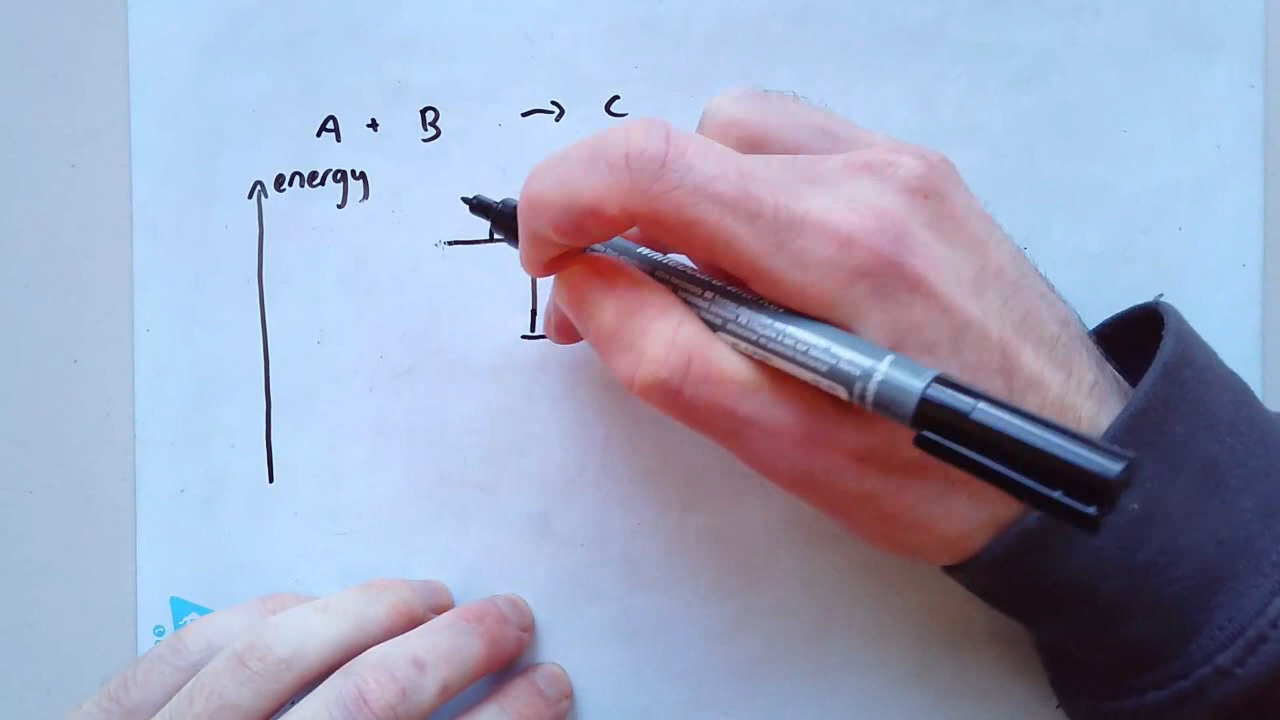 A + B → C
energy